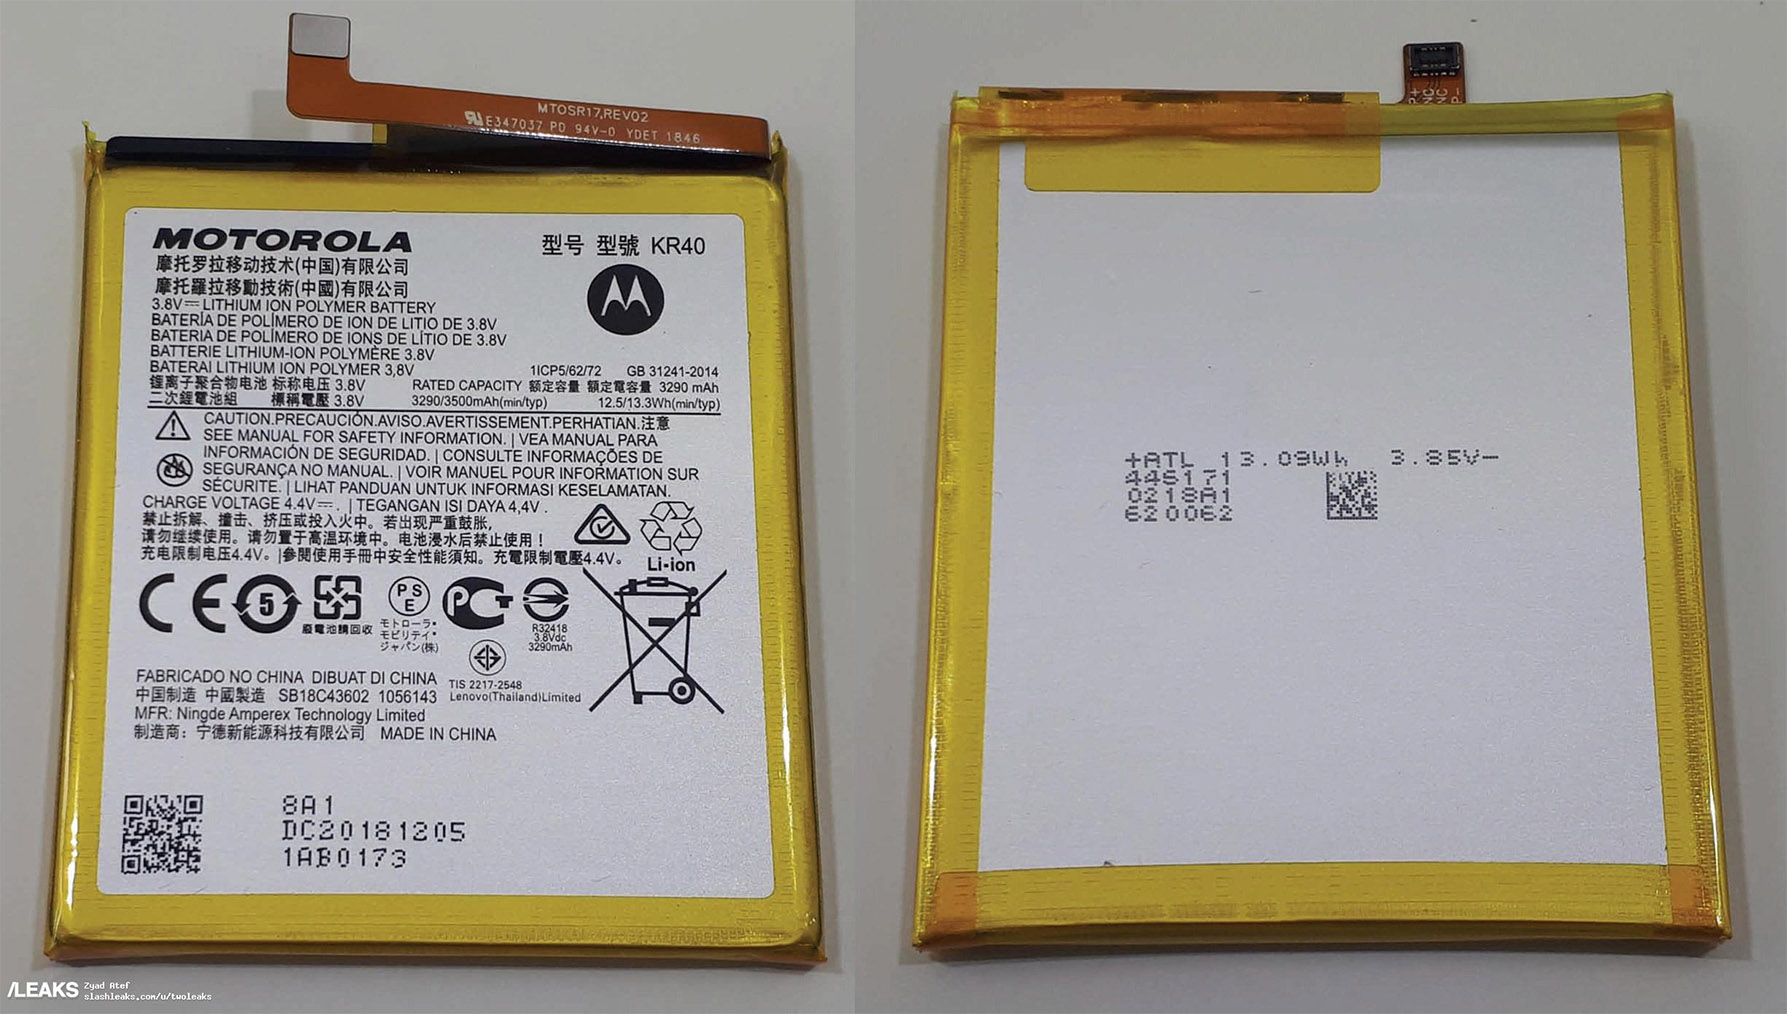 MTOSR17,REV02
E347037 PD 94V-0 YDET 1846
MOTOROLA
型号 型號 KR40
摩托罗拉移动技术(中国)有限公司
摩托羅拉移動技術(中國)有限公司
3.8V LITHIUM ION POLYMER BATTERY
BATERÍA DE POLÍMERO DE ION DE LITIO DE 3.8V
BATERIA DE POLÍMERO DE IONS DE LÍTIO DE 3.8V
BATTERIE LITHIUM-ION POLYMÈRE 3.8V
BATERAI LITHIUM ION POLYMER 3,8V
1ICP5/62/72 GB 31241-2014
锂离子聚合物电池 标称电压 3.8V RATED CAPACITY 额定容量 額定電容量 3290 mAh
二次鋰電池組 標稱電壓 3.8V 3290/3500mAh(min/typ) 12.5/13.3Wh(min/typ)
CAUTION.PRECAUCIÓN.AVISO.AVERTISSEMENT.PERHATIAN.注意
SEE MANUAL FOR SAFETY INFORMATION. | VEA MANUAL PARA
INFORMACIÓN DE SEGURIDAD. | CONSULTE INFORMAÇÕES DE
SEGURANÇA NO MANUAL. | VOIR MANUEL POUR INFORMATION SUR
SÉCURITE. | LIHAT PANDUAN UNTUK INFORMASI KESELAMATAN.
CHARGE VOLTAGE 4.4V . | TEGANGAN ISI DAYA 4,4V .
禁止拆解、撞击、挤压或投入火中。若出现严重鼓胀，
请勿继续使用。请勿置于高温环境中。电池浸水后禁止使用！
充电限制电压4.4V。|參閱使用手冊中安全性能須知。充電限制電壓4.4V。
Li-ion
CE
5
廢電池請回收
PS
E
モトローラ・
モビリティ・
ジャパン(株)
R32418
3.8Vdc
3290mAh
TIS 2217-2548
Lenovo(Thailand)Limited
FABRICADO NO CHINA DIBUAT DI CHINA
中国制造 中國製造 SB18C43602 1056143
MFR: Ningde Amperex Technology Limited
制造商：宁德新能源科技有限公司 MADE IN CHINA
8A1
DC20181205
1AB0173
+ATL 13.09Wh 3.85V-
446171
0218A1
620062
/LEAKS
Zyad Atef
slashleaks.com/u/twoleaks